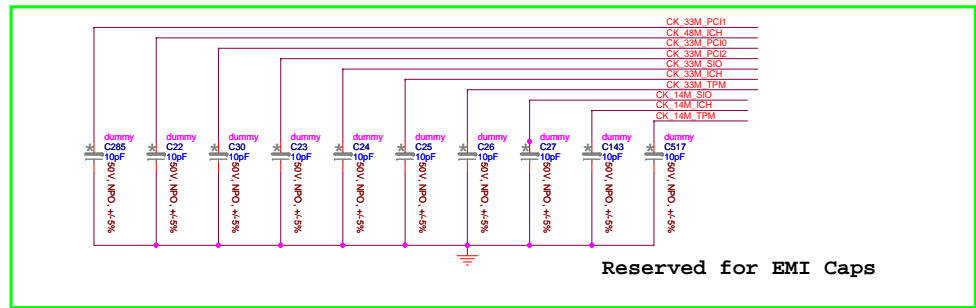 CK_33M_PCI1
CK_48M_ICH
CK_33M_PCI0
CK_33M_PCI2
CK_33M_SIO
CK_33M_ICH
CK_33M_TPM
CK_14M_SIO
CK_14M_ICH
CK_14M_TPM
dummy dummy dummy dummy dummy dummy dummy dummy dummy dummy
C285 C22 C30 C23 C24 C25 C26 C27 C143 C517
10pF 10pF 10pF 10pF 10pF 10pF 10pF 10pF 10pF 10pF
50V, NPO, +/-5%
50V, NPO, +/-5%
50V, NPO, +/-5%
50V, NPO, +/-5%
50V, NPO, +/-5%
50V, NPO, +/-5%
50V, NPO, +/-5%
50V, NPO, +/-5%
50V, NPO, +/-5%
50V, NPO, +/-5%
Reserved for EMI Caps